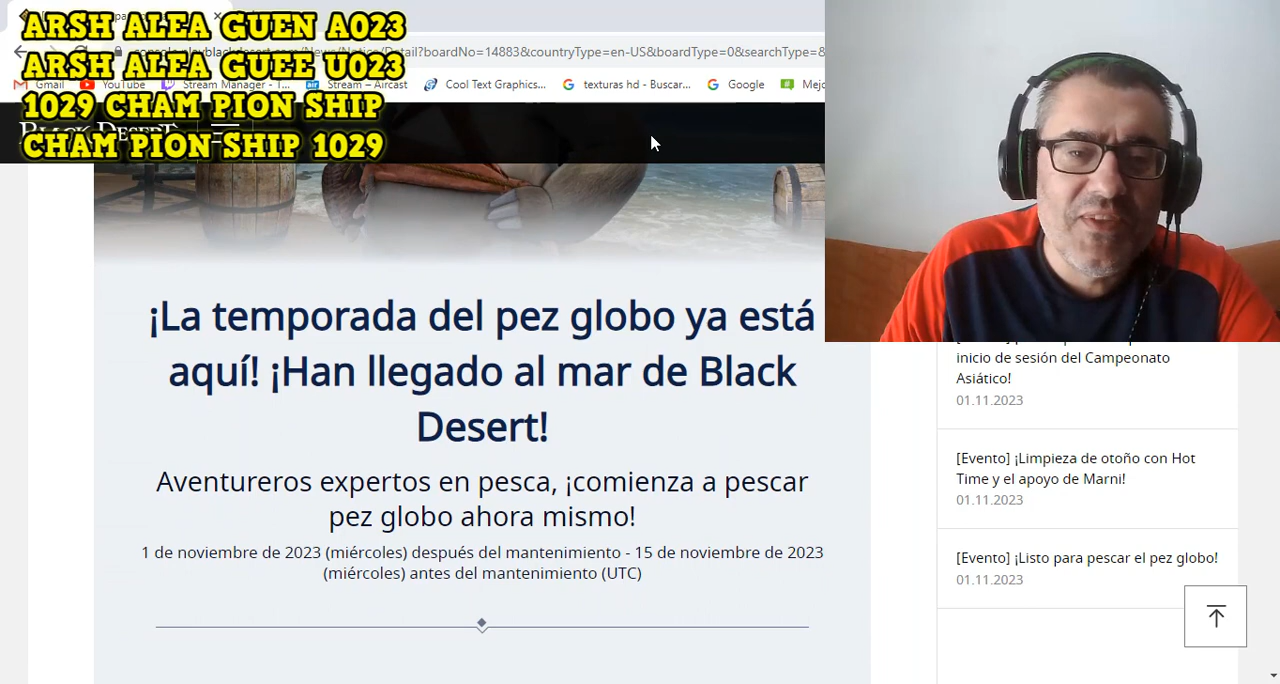 ARSH ALEA GUEN A023
ARSH ALEA GUEE U023
1029 CHAM PION SHIP
CHAM PION SHIP 1029
Gmail
YouTube
Stream Manager - T...
Stream – Aircast
Cool Text Graphics...
texturas hd - Buscar...
Google
Mejo
BLACK DESERT
¡La temporada del pez globo ya está
aquí! ¡Han llegado al mar de Black
Desert!
Aventureros expertos en pesca, ¡comienza a pescar
pez globo ahora mismo!
1 de noviembre de 2023 (miércoles) después del mantenimiento - 15 de noviembre de 2023
(miércoles) antes del mantenimiento (UTC)
inicio de sesión del Campeonato
Asiático!
01.11.2023
[Evento] ¡Limpieza de otoño con Hot
Time y el apoyo de Marni!
01.11.2023
[Evento] ¡Listo para pescar el pez globo!
01.11.2023